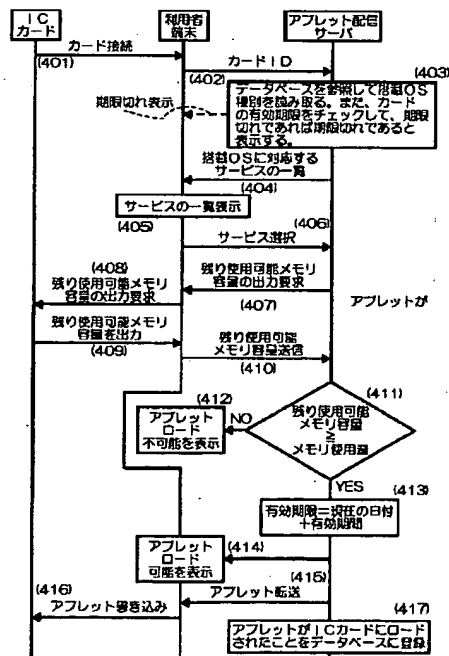 ICカード
利用者端末
アプレット配信サーバ
カード接続
(401)
カードID
(402)
(403)
データベースを参照して搭載OS
種別を読み取る。また、カード
の有効期限をチェックして、期限
切れであれば期限切れであると
表示する。
期限切れ表示
搭載OSに対応する
サービスの一覧
(404)
サービスの一覧表示
(405)
(406)
サービス選択
(408)
残り使用可能メモリ
容量の出力要求
残り使用可能メモリ
容量の出力要求
(407)
アプレットが
残り使用可能メモリ
容量を出力
(409)
残り使用可能
メモリ容量送信
(410)
(411)
残り使用可能
メモリ容量
≧
メモリ使用量
(412)
NO
アプレット
ロード
不可能を表示
YES
(413)
有効期限=現在の日付
+有効期間
アプレット
ロード
可能を表示
(414)
(415)
アプレット転送
(416)
アプレット書き込み
(417)
アプレットがICカードにロード
されたことをデータベースに登録